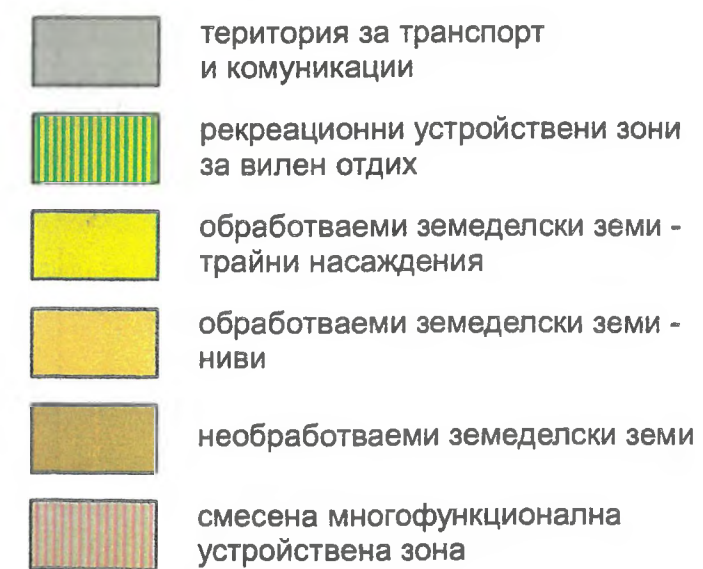 територия за транспорт
и комуникации
рекреационни устройствени зони
за вилен отдих
обработваеми земеделски земи -
трайни насаждения
обработваеми земеделски земи -
ниви
необработваеми земеделски земи
смесена многофункционална
устройствена зона